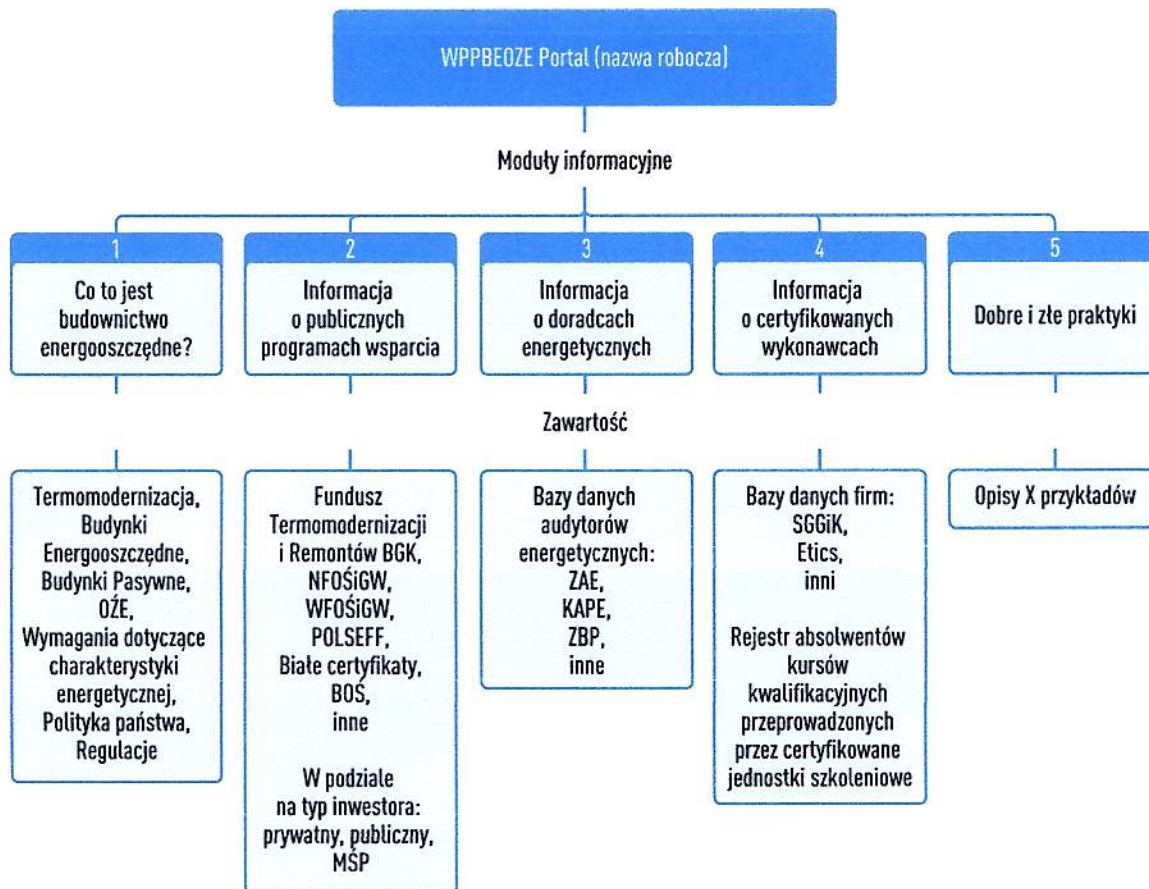 WPPBEOZE Portal (nazwa robocza)
Moduły informacyjne
1
Co to jest
budownictwo
energooszczędne?
2
Informacja
o publicznych
programach wsparcia
3
Informacja
o doradcach
energetycznych
4
Informacja
o certyfikowanych
wykonawcach
5
Dobre i złe praktyki
Zawartość
Termomodernizacja,
Budynki
Energooszczędne,
Budynki Pasywne,
OŹE,
Wymagania dotyczące
charakterystyki
energetycznej,
Polityka państwa,
Regulacje
Fundusz
Termomodernizacji
i Remontów BGK,
NFOŚiGW,
WFOŚiGW,
POLSEFF,
Białe certyfikaty,
BOŚ,
inne
W podziale
na typ inwestora:
prywatny, publiczny,
MŚP
Bazy danych
audytorów
energetycznych:
ZAE,
KAPE,
ZBP,
inne
Bazy danych firm:
SGGiK,
Etics,
inni
Rejestr absolwentów
kursów
kwalifikacyjnych
przeprowadzonych
przez certyfikowane
jednostki szkoleniowe
Opisy X przykładów